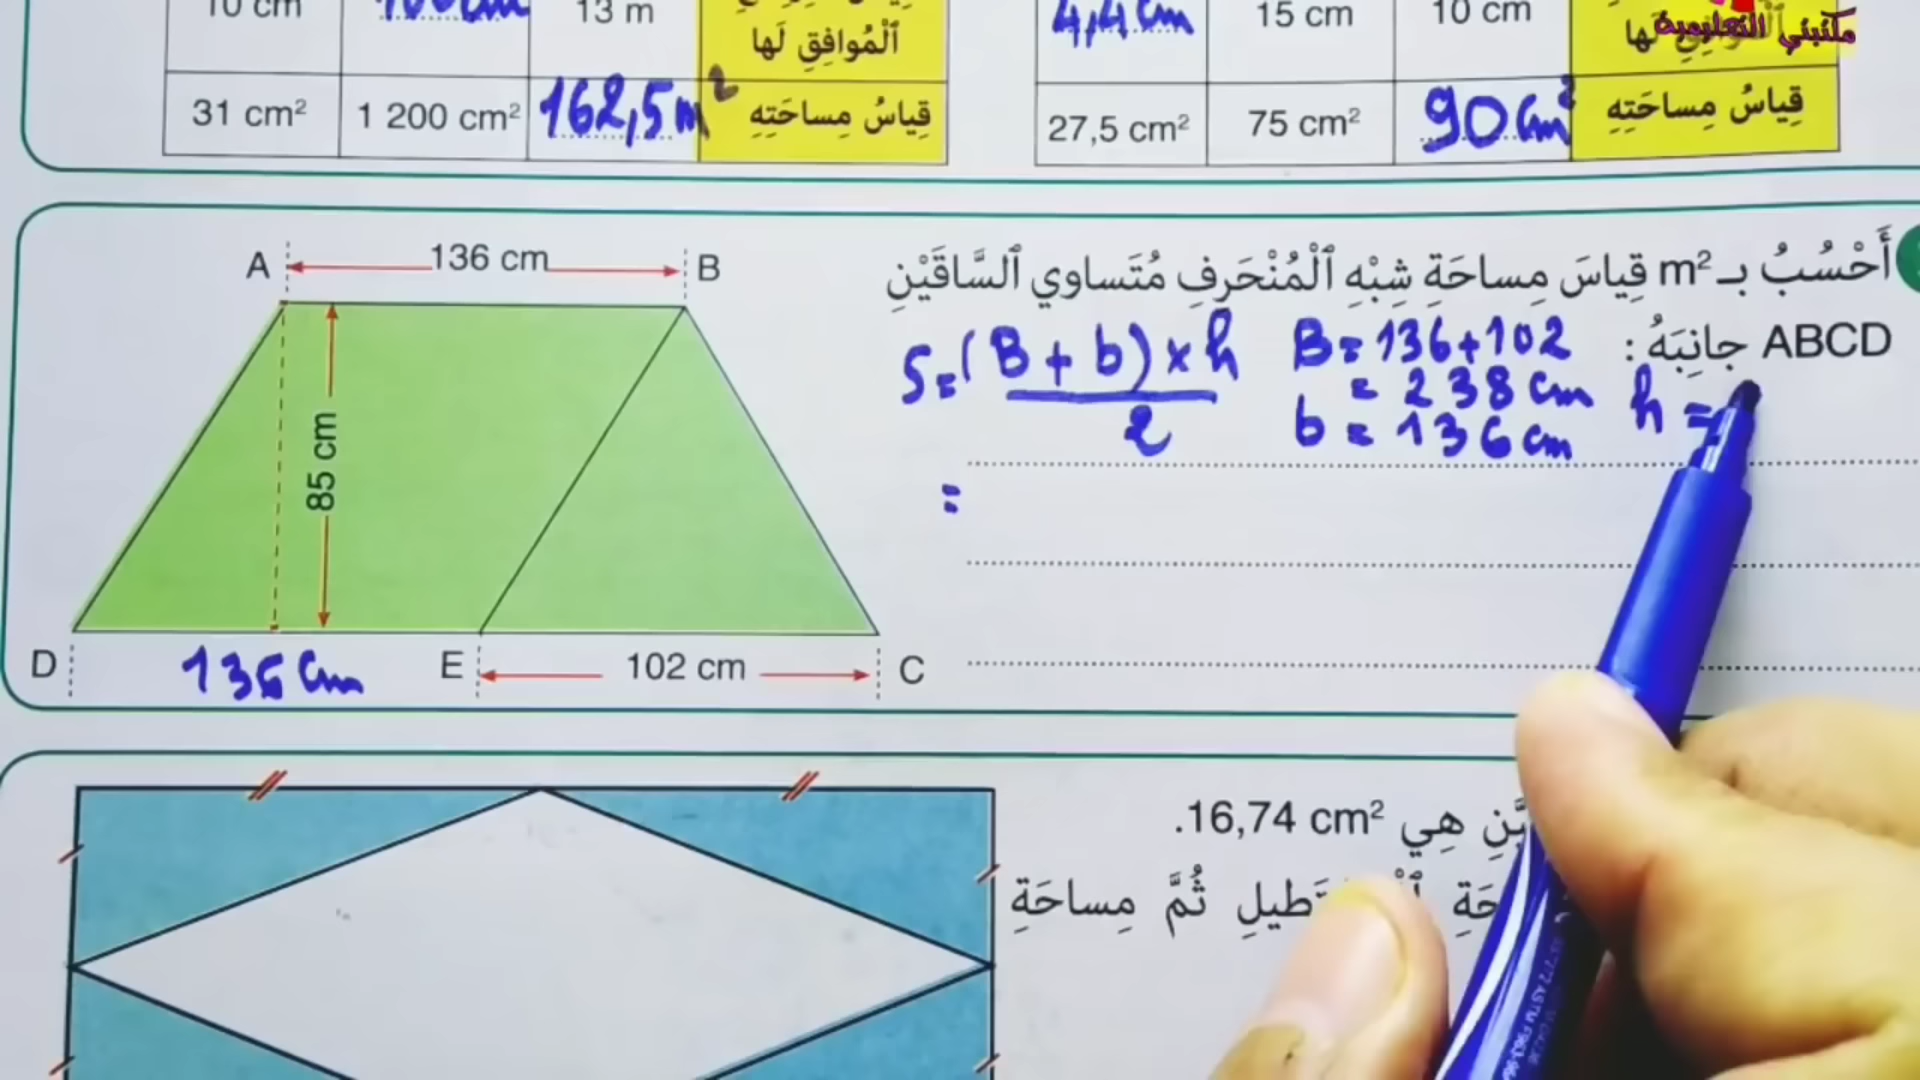 10 cm 13 m
ٱلْمُوافِقِ لَها
31 cm² 1 200 cm² 162,5 m² قِياسُ مِساحَتِهِ
4,4 cm 15 cm 10 cm
مكتبتي التعليمية
27,5 cm² 75 cm² 90 cm² قِياسُ مِساحَتِهِ
أَحْسُبُ بـ m² قِياسَ مِساحَةِ شِبْهِ ٱلْمُنْحَرِفِ مُتَساوي ٱلسَّاقَيْنِ
ABCD جانِبَهُ :
A 136 cm B
85 cm
D 136 cm E 102 cm C
S = (B + b) × h
2
B = 136 + 102
= 238 cm
b = 136 cm
h =
=
هِي 16,74 cm².
ثُمَّ مِساحَةِ